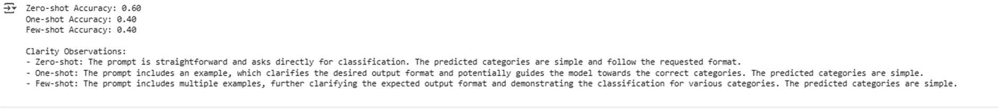 Zero-shot Accuracy: 0.60
One-shot Accuracy: 0.40
Few-shot Accuracy: 0.40
Clarity Observations:
- Zero-shot: The prompt is straightforward and asks directly for classification. The predicted categories are simple and follow the requested format.
- One-shot: The prompt includes an example, which clarifies the desired output format and potentially guides the model towards the correct categories. The predicted categories are simple.
- Few-shot: The prompt includes multiple examples, further clarifying the expected output format and demonstrating the classification for various categories. The predicted categories are simple.